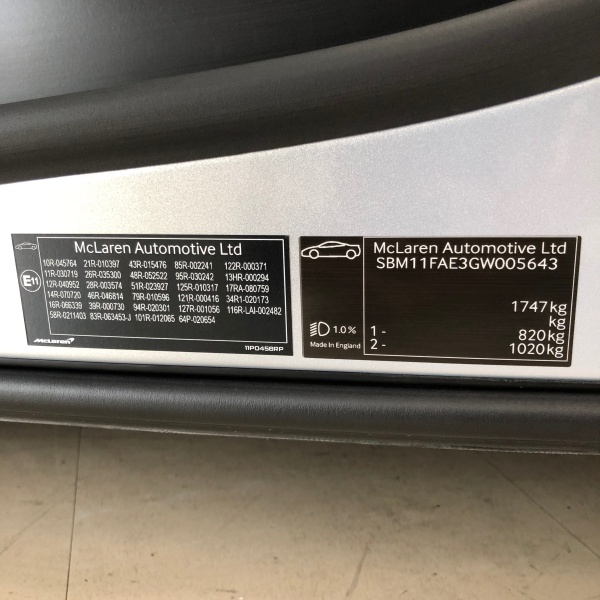 McLaren Automotive Ltd
10R-045764 21R-010397 43R-015476 85R-002241 122R-000371
11R-030719 26R-035300 48R-052522 95R-030242 13HR-000294
12R-040952 28R-003574 51R-023927 125R-010317 17RA-080759
14R-070720 46R-046814 79R-010596 121R-000416 34R1-020173
16R-066339 39R-000730 94R-020301 127R-001056 116R-LAI-002482
58R-0211403 83R-063453-J 101R-012065 64P-020654
E11
McLaren
11P0458RP
McLaren Automotive Ltd
SBM11FAE3GW005643
1747kg
kg
1.0% 1 - 820kg
Made In England 2 - 1020kg